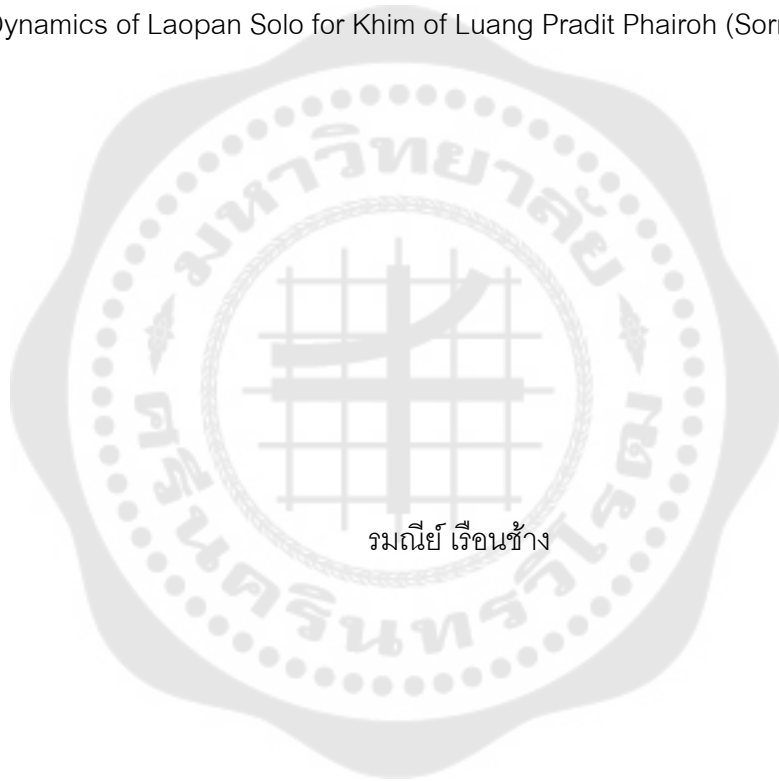 Dynamics of Laopan Solo for Khim of Luang Pradit Phairoh (Sorn
มหาวิทยาลัย
รมณีย์ เรือนช้าง
ศรีนครินทรวิโรฒ